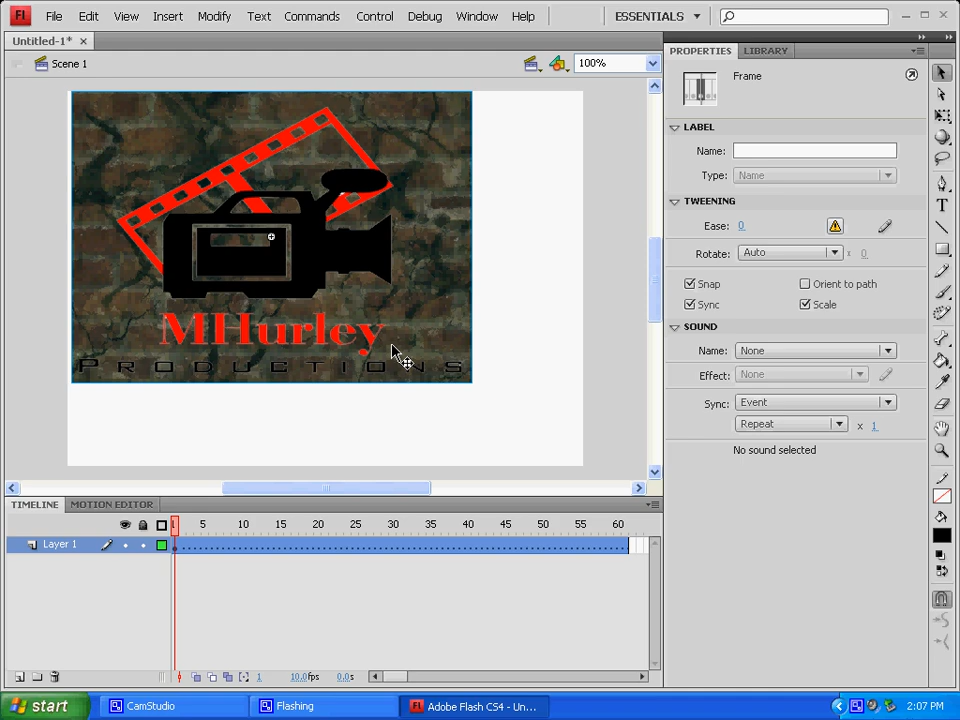 Fl File Edit View Insert Modify Text Commands Control Debug Window Help ESSENTIALS
Untitled-1*
Scene 1 100%
PROPERTIES LIBRARY
Frame
LABEL
Name:
Type: Name
TWEENING
Ease: 0
Rotate: Auto x 0
Snap Orient to path
Sync Scale
SOUND
Name: None
Effect: None
Sync: Event
Repeat x 1
No sound selected
MHurley
PRODUCTIONS
TIMELINE MOTION EDITOR
1 5 10 15 20 25 30 35 40 45 50 55 60
Layer 1
1 10.0fps 0.0s
start CamStudio Flashing Fl Adobe Flash CS4 - Un... 2:07 PM